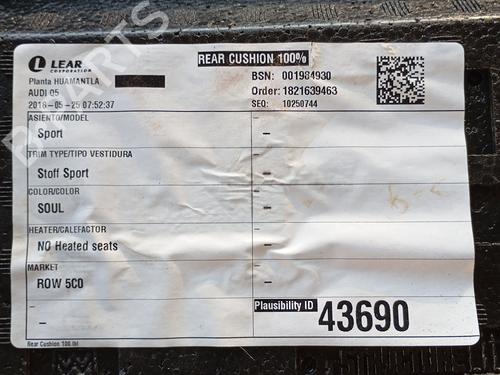 LEAR
CORPORATION
REAR CUSHION 100%
Planta HUAMANTLA
AUDI Q5
2018-05-25 07:52:37
BSN: 001984930
Order: 1821639463
SEQ: 10250744
ASIENTO/MODEL
Sport
–
TRIM TYPE/TIPO VESTIDURA
Stoff Sport
–
COLOR/COLOR
SOUL
–
HEATER/CALEFACTOR
NO Heated seats
–
MARKET
ROW 5C0
–
–
Plausibility ID
43690
Rear Cushion 100.lbl